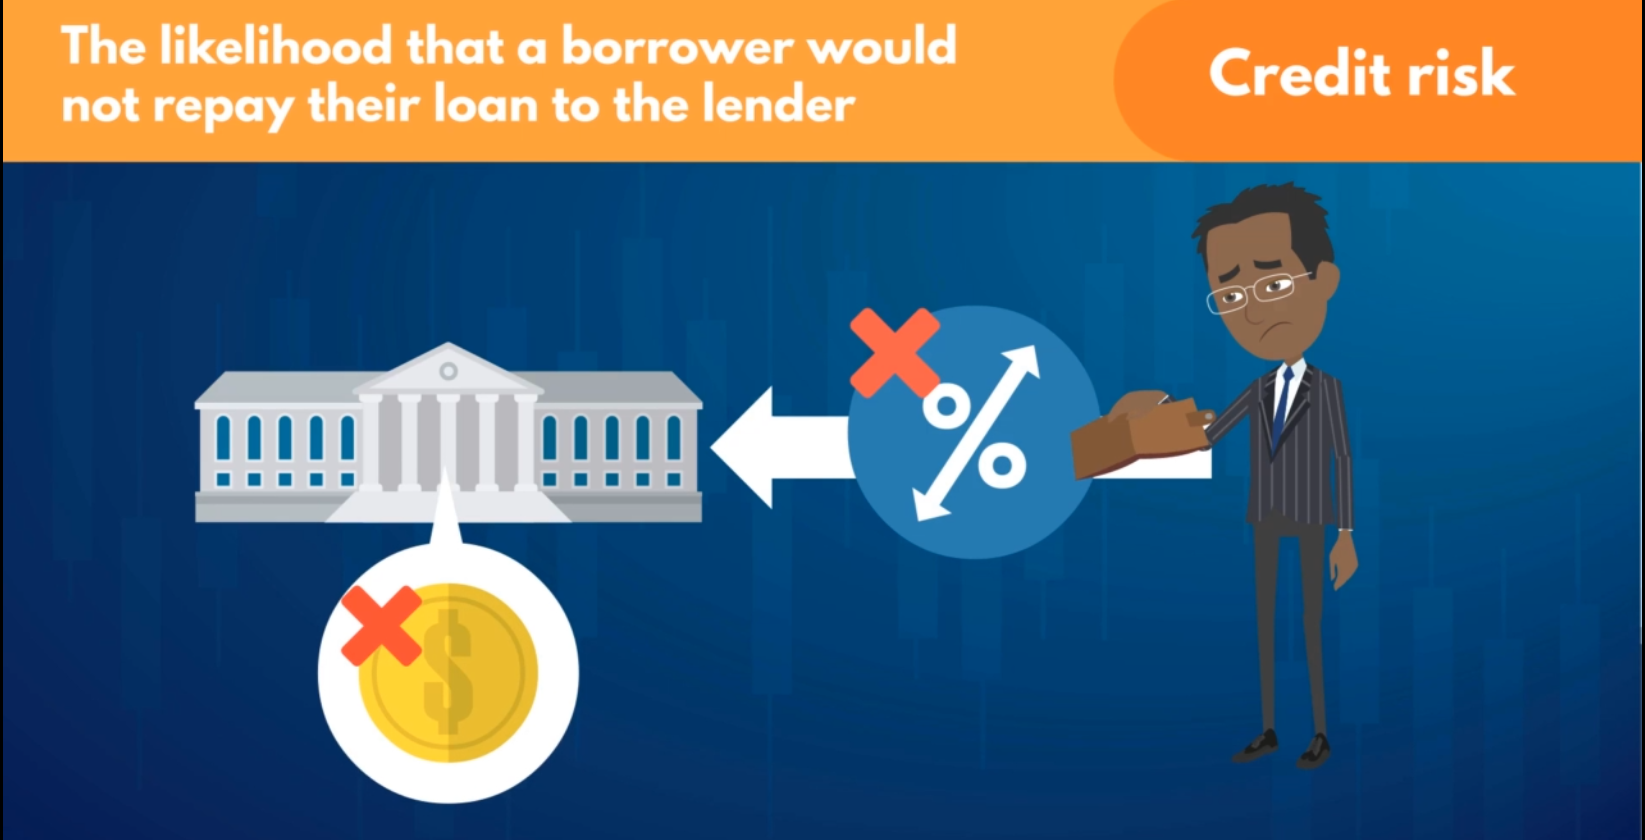 The likelihood that a borrower would
not repay their loan to the lender
Credit risk
%
$